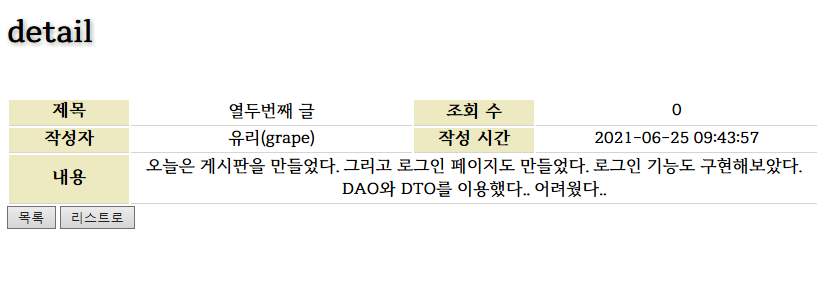 detail
제목 열두번째 글 조회 수 0
작성자 유리(grape) 작성 시간 2021-06-25 09:43:57
내용 오늘은 게시판을 만들었다. 그리고 로그인 페이지도 만들었다. 로그인 기능도 구현해보았다.
DAO와 DTO를 이용했다.. 어려웠다..
목록 리스트로